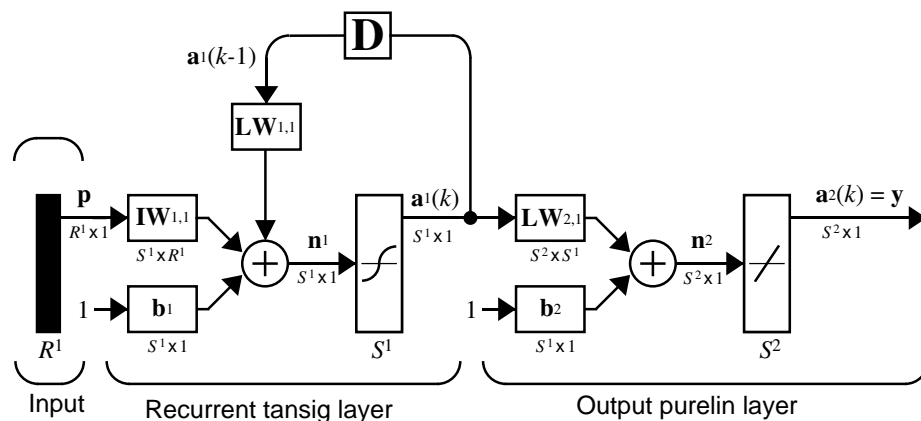 D
a1(k-1)
LW1,1
p
a1(k)
a2(k) = y
R1 x 1
IW1,1
n1
S1 x 1
LW2,1
n2
S2 x 1
S1 x R1
S1 x 1
S2 x S1
S2 x 1
1
b1
1
b2
R1
S1 x 1
S1
S1 x 1
S2
Input
Recurrent tansig layer
Output purelin layer